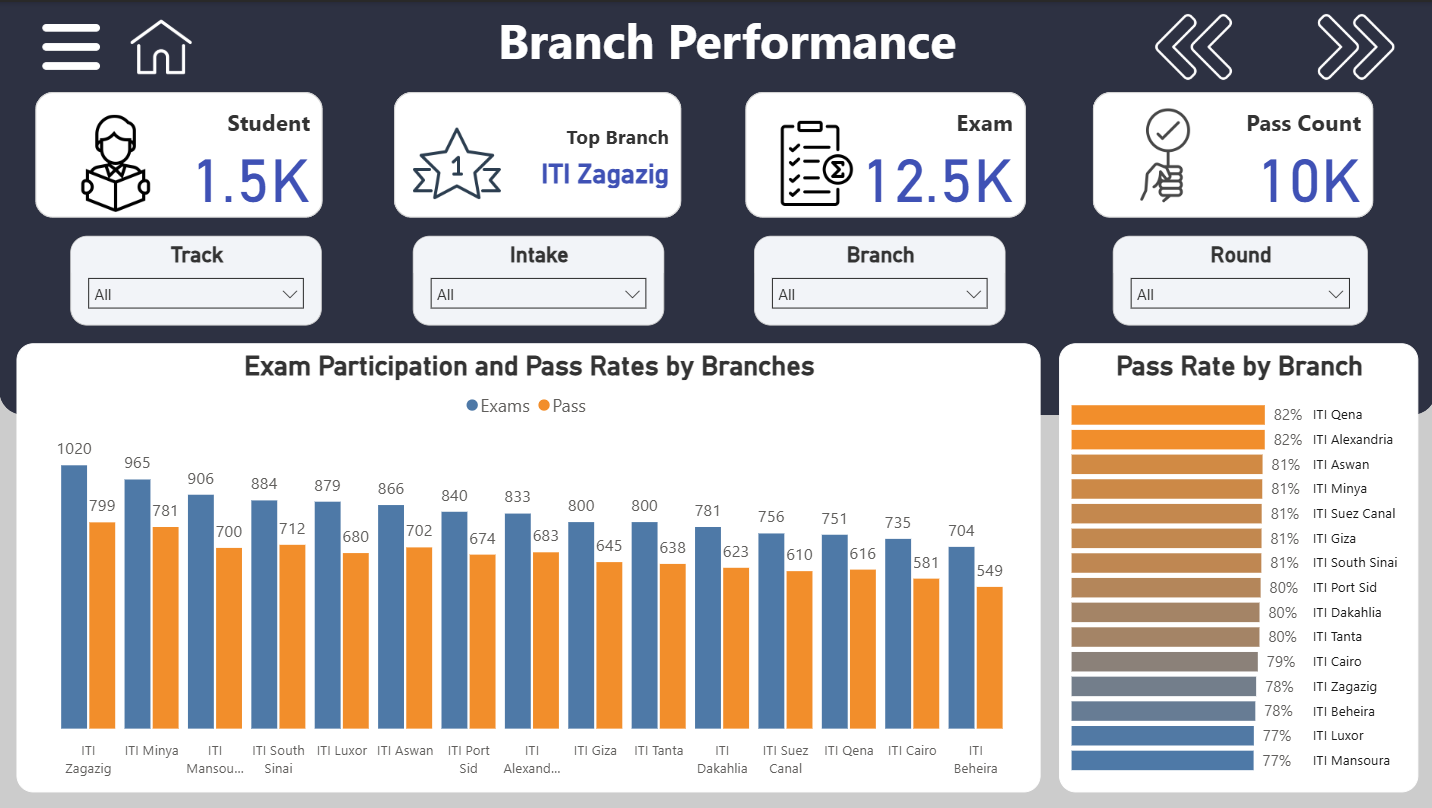 Branch Performance
Student
1.5K
1
Top Branch
ITI Zagazig
Σ
Exam
12.5K
Pass Count
10K
Track
All
Intake
All
Branch
All
Round
All
Exam Participation and Pass Rates by Branches
Exams Pass
1020
799
965
781
906
700
884
712
879
680
866
702
840
674
833
683
800
645
800
638
781
623
756
610
751
616
735
581
704
549
ITI
Zagazig
ITI Minya
ITI
Mansou...
ITI South
Sinai
ITI Luxor
ITI Aswan
ITI Port
Sid
ITI
Alexand...
ITI Giza
ITI Tanta
ITI
Dakahlia
ITI Suez
Canal
ITI Qena
ITI Cairo
ITI
Beheira
Pass Rate by Branch
82% ITI Qena
82% ITI Alexandria
81% ITI Aswan
81% ITI Minya
81% ITI Suez Canal
81% ITI Giza
81% ITI South Sinai
80% ITI Port Sid
80% ITI Dakahlia
80% ITI Tanta
79% ITI Cairo
78% ITI Zagazig
78% ITI Beheira
77% ITI Luxor
77% ITI Mansoura